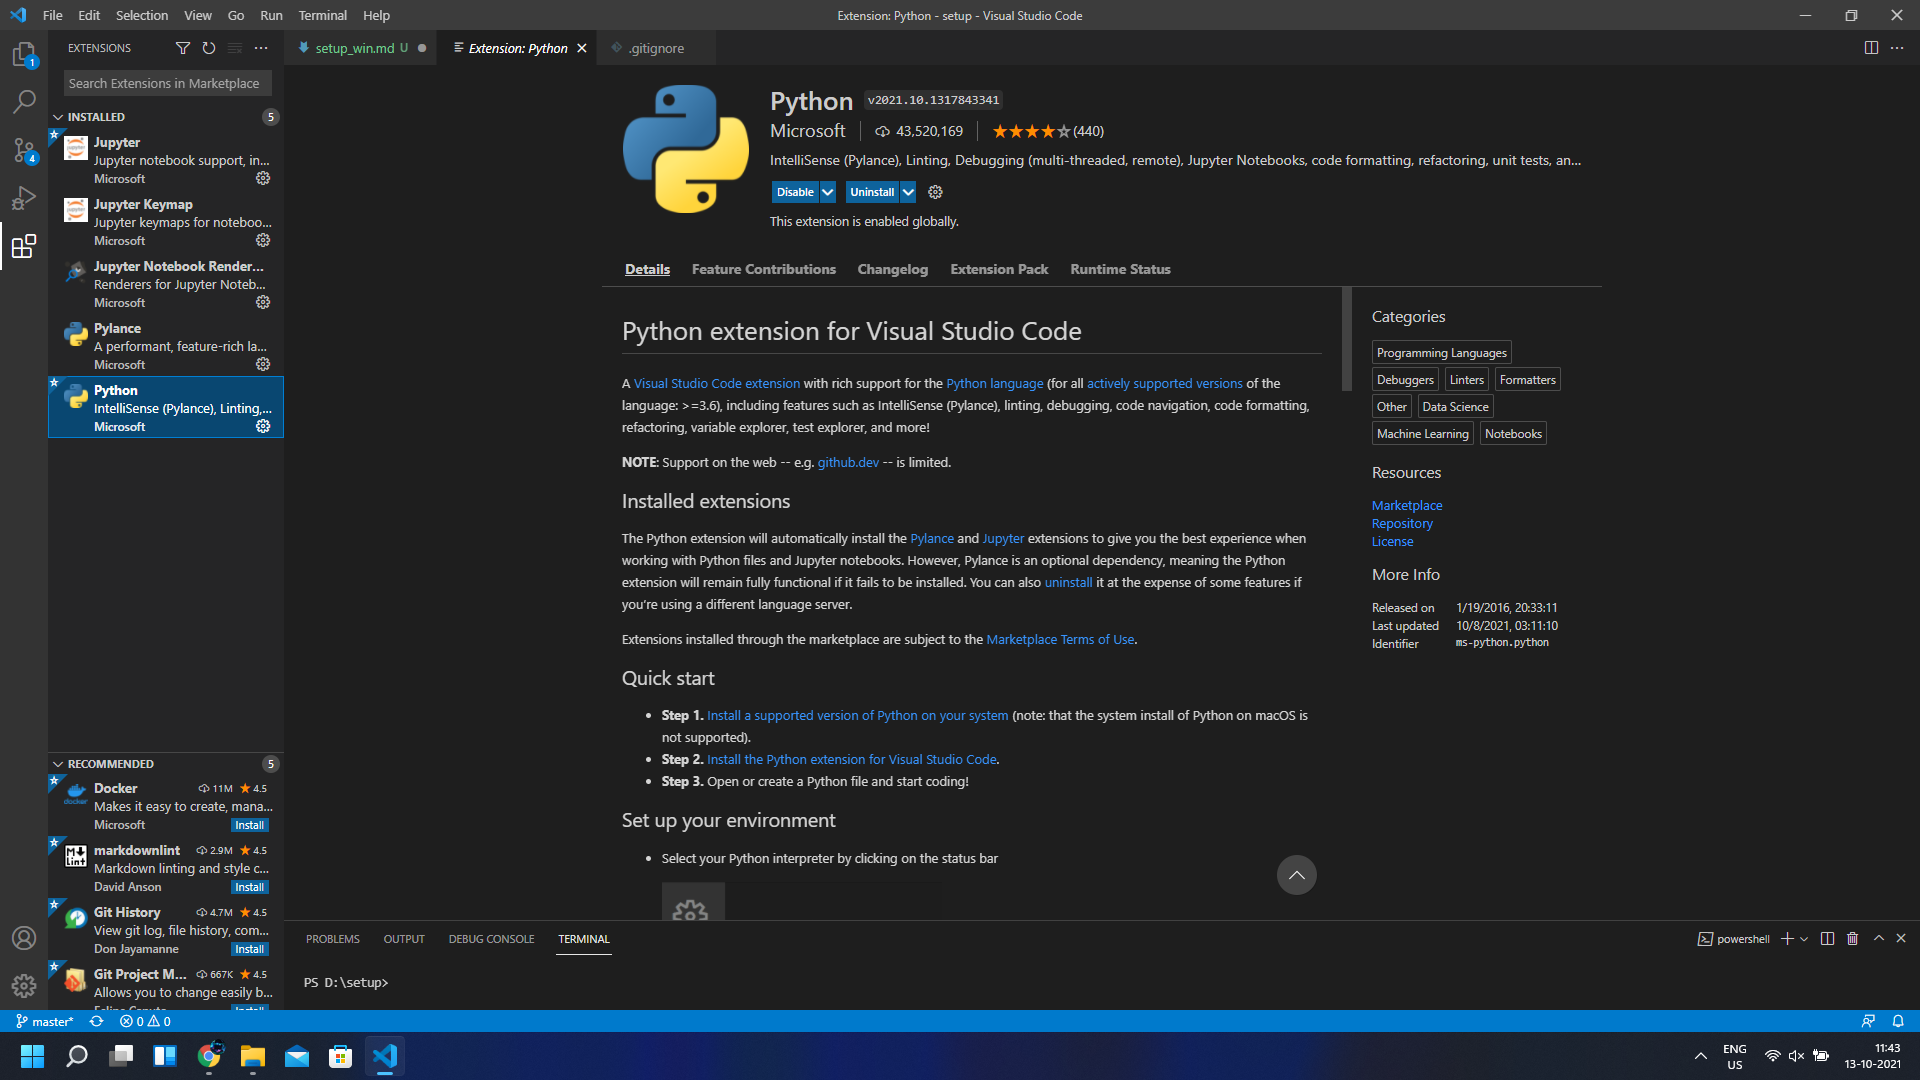 File Edit Selection View Go Run Terminal Help
Extension: Python - setup - Visual Studio Code
EXTENSIONS
Search Extensions in Marketplace
INSTALLED 5
Jupyter
Jupyter notebook support, in...
Microsoft
Jupyter Keymap
Jupyter keymaps for noteboo...
Microsoft
Jupyter Notebook Render...
Renderers for Jupyter Noteb...
Microsoft
Pylance
A performant, feature-rich la...
Microsoft
Python
IntelliSense (Pylance), Linting,...
Microsoft
RECOMMENDED 5
Docker 11M 4.5
Makes it easy to create, mana...
Microsoft Install
markdownlint 2.9M 4.5
Markdown linting and style c...
David Anson Install
Git History 4.7M 4.5
View git log, file history, com...
Don Jayamanne Install
Git Project M... 667K 4.5
Allows you to change easily b...
1
4
setup_win.md U
Extension: Python
.gitignore
Python v2021.10.1317843341
Microsoft 43,520,169 (440)
IntelliSense (Pylance), Linting, Debugging (multi-threaded, remote), Jupyter Notebooks, code formatting, refactoring, unit tests, an...
Disable Uninstall
This extension is enabled globally.
Details Feature Contributions Changelog Extension Pack Runtime Status
Python extension for Visual Studio Code
A Visual Studio Code extension with rich support for the Python language (for all actively supported versions of the
language: >=3.6), including features such as IntelliSense (Pylance), linting, debugging, code navigation, code formatting,
refactoring, variable explorer, test explorer, and more!
NOTE: Support on the web -- e.g. github.dev -- is limited.
Installed extensions
The Python extension will automatically install the Pylance and Jupyter extensions to give you the best experience when
working with Python files and Jupyter notebooks. However, Pylance is an optional dependency, meaning the Python
extension will remain fully functional if it fails to be installed. You can also uninstall it at the expense of some features if
you're using a different language server.
Extensions installed through the marketplace are subject to the Marketplace Terms of Use.
Quick start
• Step 1. Install a supported version of Python on your system (note: that the system install of Python on macOS is
not supported).
• Step 2. Install the Python extension for Visual Studio Code.
• Step 3. Open or create a Python file and start coding!
Set up your environment
• Select your Python interpreter by clicking on the status bar
Categories
Programming Languages
Debuggers Linters Formatters
Other Data Science
Machine Learning Notebooks
Resources
Marketplace
Repository
License
More Info
Released on 1/19/2016, 20:33:11
Last updated 10/8/2021, 03:11:10
Identifier ms-python.python
PROBLEMS OUTPUT DEBUG CONSOLE TERMINAL
powershell
PS D:\setup>
master* 0 0
ENG
US
11:43
13-10-2021